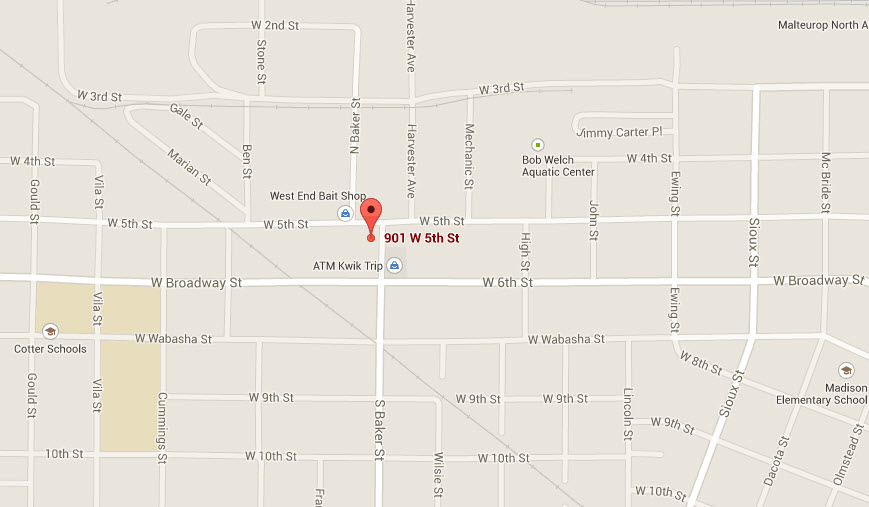 Malteurop North A
W 2nd St
Stone St
Harvester Ave
W 3rd St
W 3rd St
Gale St
N Baker St
Harvester Ave
Mechanic St
Jimmy Carter Pl
Ben St
Marian St
W 4th St
Bob Welch
Aquatic Center
W 4th St
Mc Bride St
Gould St
Vila St
West End Bait Shop
Ewing St
John St
Sioux St
W 5th St
W 5th St
W 5th St
901 W 5th St
High St
ATM Kwik Trip
W Broadway St
W 6th St
W Broadway St
Vila St
Ewing St
Cotter Schools
W Wabasha St
W Wabasha St
W 8th St
Madison
Elementary School
Gould St
Vila St
Cummings St
W 9th St
S Baker St
W 9th St
W 9th St
Lincoln St
Sioux St
W 9th St
10th St
W 10th St
Wilsie St
W 10th St
Dacota St
Olmstead St
Fra
W 10th St